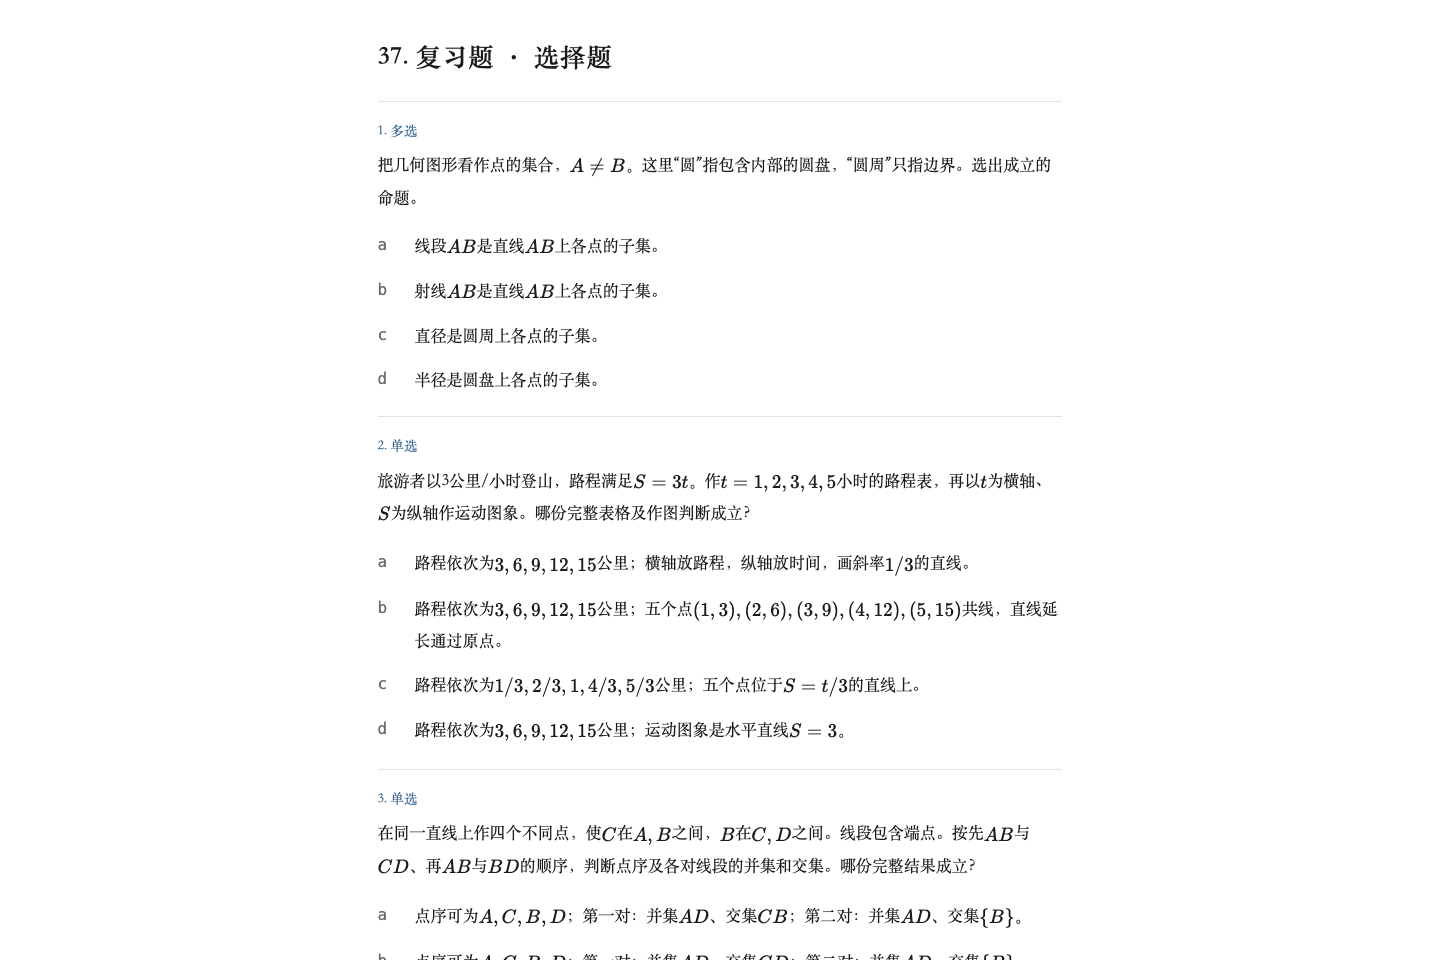 37. 复习题 · 选择题
1. 多选
把几何图形看作点的集合，A ≠ B。这里“圆”指包含内部的圆盘，“圆周”只指边界。选出成立的
命题。
a 线段AB是直线AB上各点的子集。
b 射线AB是直线AB上各点的子集。
c 直径是圆周上各点的子集。
d 半径是圆盘上各点的子集。
2. 单选
旅游者以3公里/小时登山，路程满足S = 3t。作t = 1, 2, 3, 4, 5小时的路程表，再以t为横轴、
S为纵轴作运动图象。哪份完整表格及作图判断成立？
a 路程依次为3, 6, 9, 12, 15公里；横轴放路程，纵轴放时间，画斜率1/3的直线。
b 路程依次为3, 6, 9, 12, 15公里；五个点(1, 3), (2, 6), (3, 9), (4, 12), (5, 15)共线，直线延
长通过原点。
c 路程依次为1/3, 2/3, 1, 4/3, 5/3公里；五个点位于S = t/3的直线上。
d 路程依次为3, 6, 9, 12, 15公里；运动图象是水平直线S = 3。
3. 单选
在同一直线上作四个不同点，使C在A, B之间，B在C, D之间。线段包含端点。按先AB与
CD、再AB与BD的顺序，判断点序及各对线段的并集和交集。哪份完整结果成立？
a 点序可为A, C, B, D；第一对：并集AD、交集CB；第二对：并集AD、交集{B}。